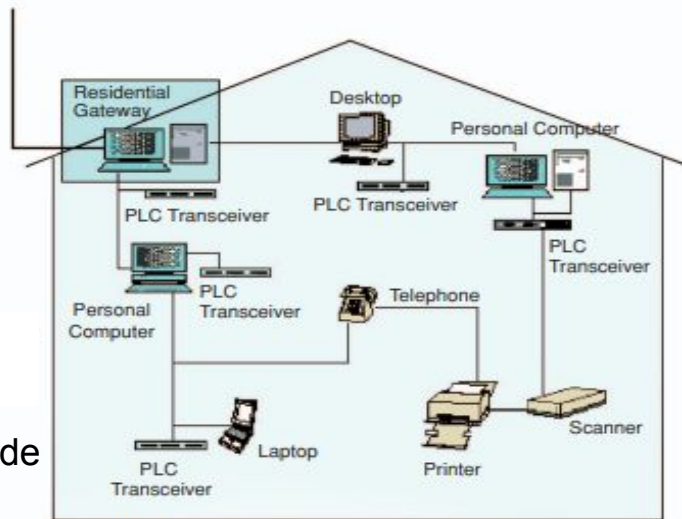 Residential
Gateway
Desktop
Personal Computer
PLC Transceiver
PLC Transceiver
PLC
Transceiver
PLC
Transceiver
Personal
Computer
Telephone
Scanner
de
Laptop
Printer
PLC
Transceiver